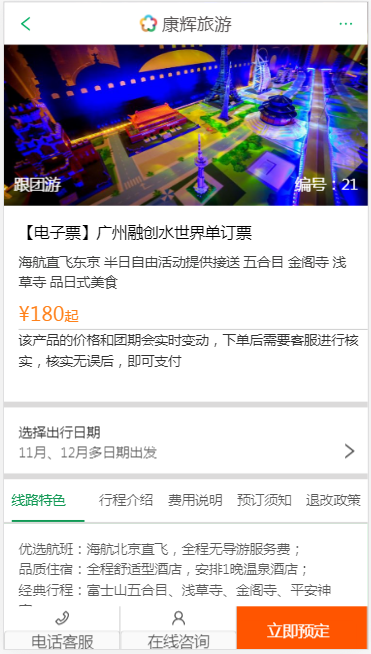 康辉旅游
跟团游
编号：21
【电子票】广州融创水世界单订票
海航直飞东京 半日自由活动提供接送 五合目 金阁寺 浅
草寺 品日式美食
¥180起
该产品的价格和团期会实时变动，下单后需要客服进行核
实，核实无误后，即可支付
选择出行日期
11月、12月多日期出发
线路特色 行程介绍 费用说明 预订须知 退改政策
优选航班：海航北京直飞，全程无导游服务费；
品质住宿：全程舒适型酒店，安排1晚温泉酒店；
经典行程：富士山五合目、浅草寺、金阁寺、平安神
电话客服
在线咨询
立即预定